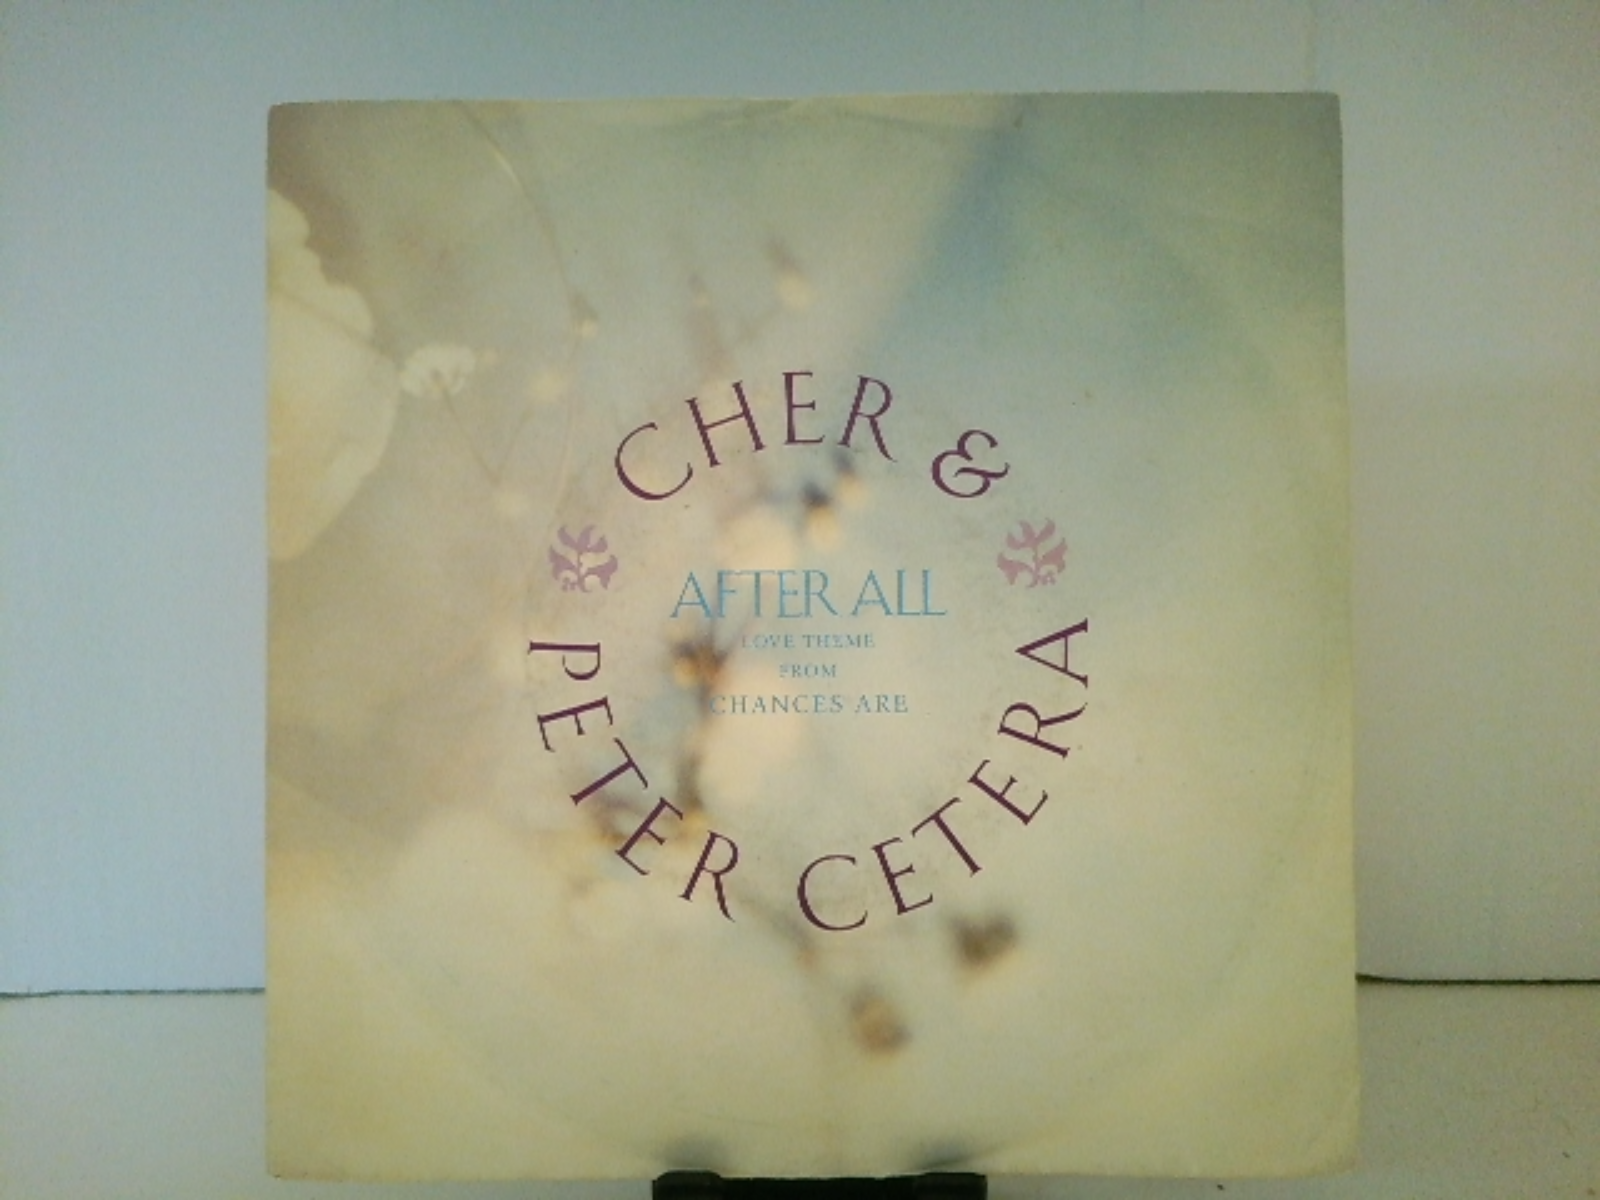 CHER &
AFTER ALL
LOVE THEME
FROM
CHANCES ARE
PETER CETERA